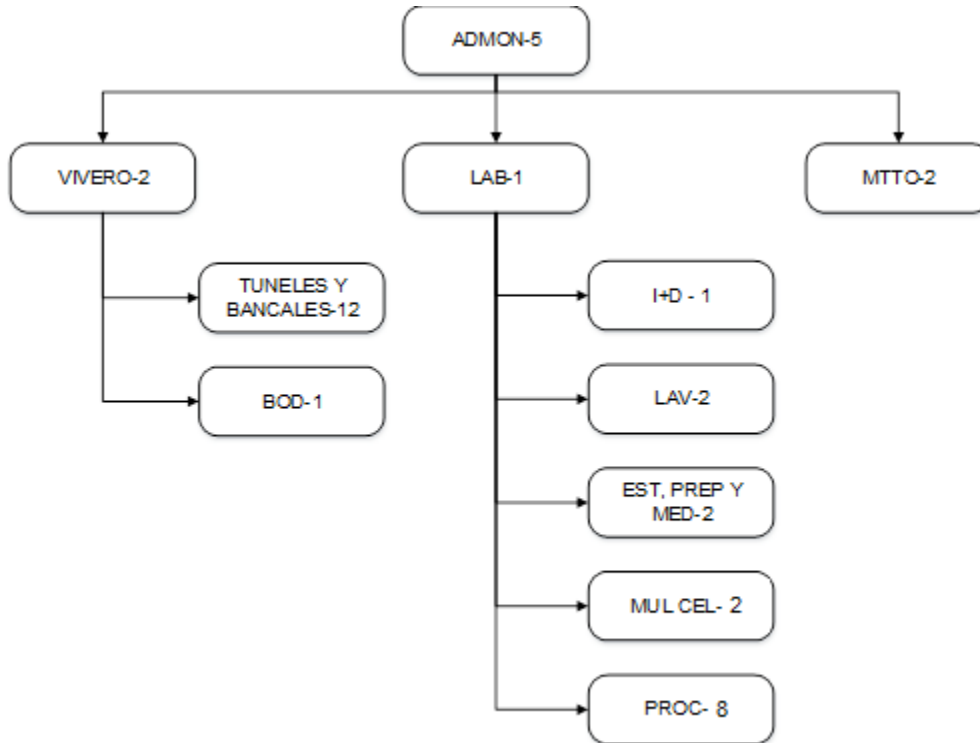 ADMON-5
VIVERO-2
LAB-1
MTTO-2
TUNELES Y
BANCALES-12
BOD-1
I+D - 1
LAV-2
EST, PREP Y
MED-2
MUL CEL- 2
PROC- 8